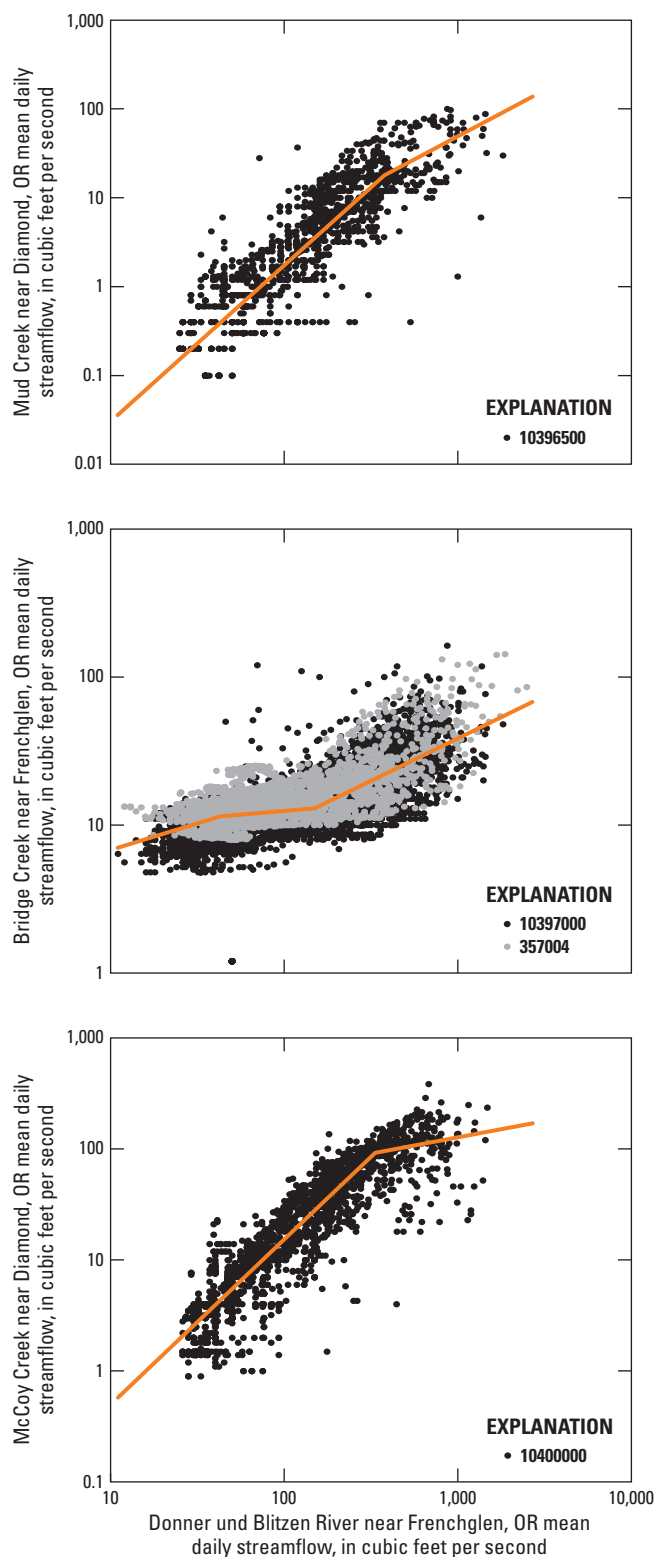 Mud Creek near Diamond, OR mean daily
streamflow, in cubic feet per second
1,000
100
10
1
0.1
0.01
EXPLANATION
10396500
Bridge Creek near Frenchglen, OR mean daily
streamflow, in cubic feet per second
1,000
100
10
1
EXPLANATION
10397000
357004
McCoy Creek near Diamond, OR mean daily
streamflow, in cubic feet per second
1,000
100
10
1
0.1
EXPLANATION
10400000
10 100 1,000 10,000
Donner und Blitzen River near Frenchglen, OR mean
daily streamflow, in cubic feet per second